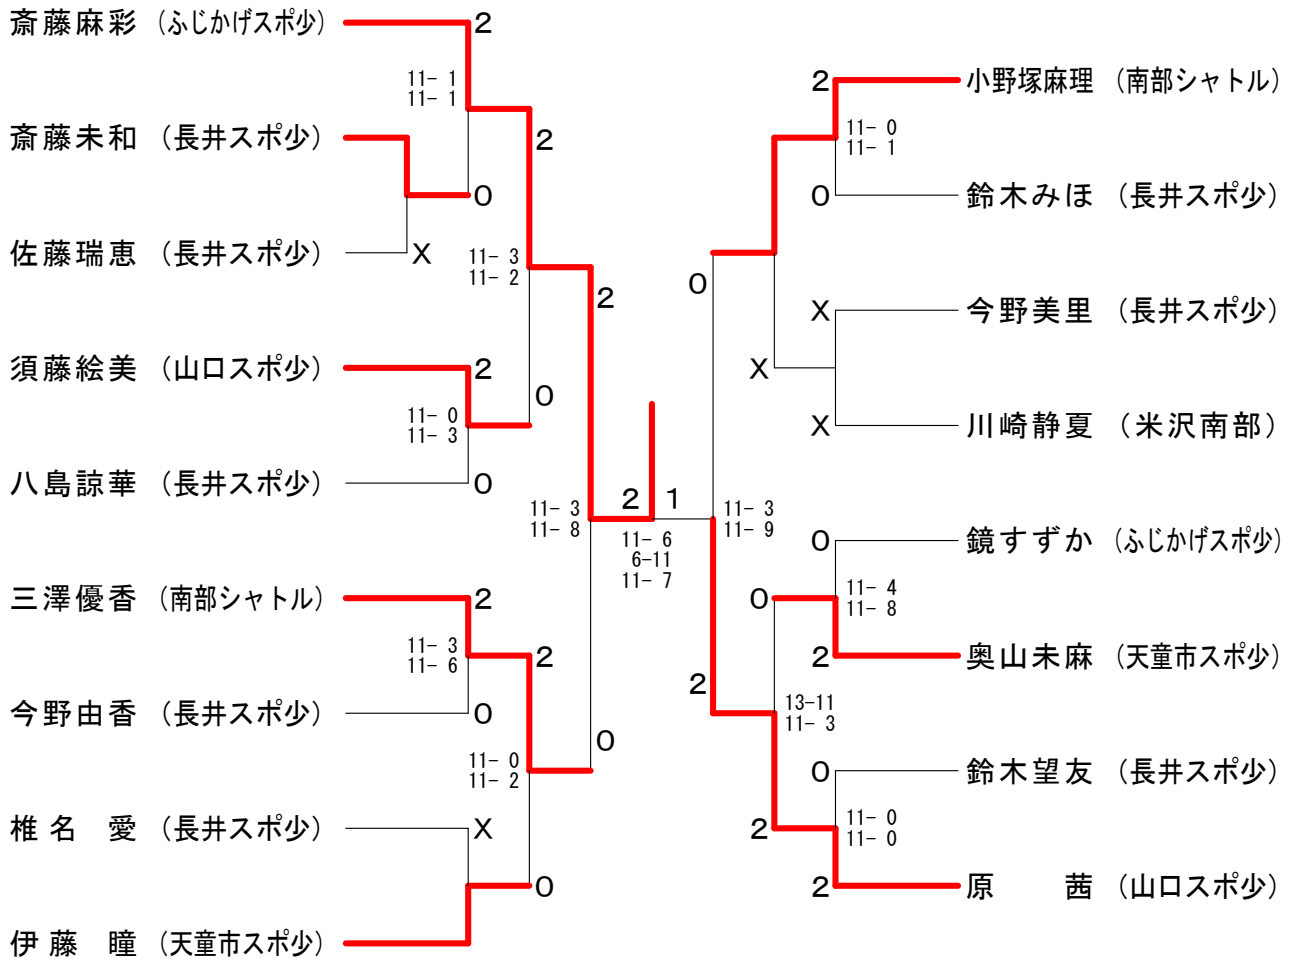 斎藤麻彩 (ふじかげスポ少)
2
11- 1
11- 1
斎藤未和 (長井スポ少)
2
0
佐藤瑞恵 (長井スポ少)
X
11- 3
11- 2
2
須藤絵美 (山口スポ少)
2
0
11- 0
11- 3
八島諒華 (長井スポ少)
0
11- 3
11- 8
三澤優香 (南部シャトル)
2
11- 3
11- 6
2
今野由香 (長井スポ少)
0
0
11- 0
11- 2
椎名 愛 (長井スポ少)
X
0
伊藤 瞳 (天童市スポ少)
2
1
11- 6
6-11
11- 7
2
小野塚麻理 (南部シャトル)
11- 0
11- 1
0
鈴木みほ (長井スポ少)
0
X
今野美里 (長井スポ少)
X
X
川崎静夏 (米沢南部)
11- 3
11- 9
0
鏡すずか (ふじかげスポ少)
11- 4
11- 8
0
2
奥山未麻 (天童市スポ少)
2
13-11
11- 3
0
鈴木望友 (長井スポ少)
11- 0
11- 0
2
2
原 茜 (山口スポ少)